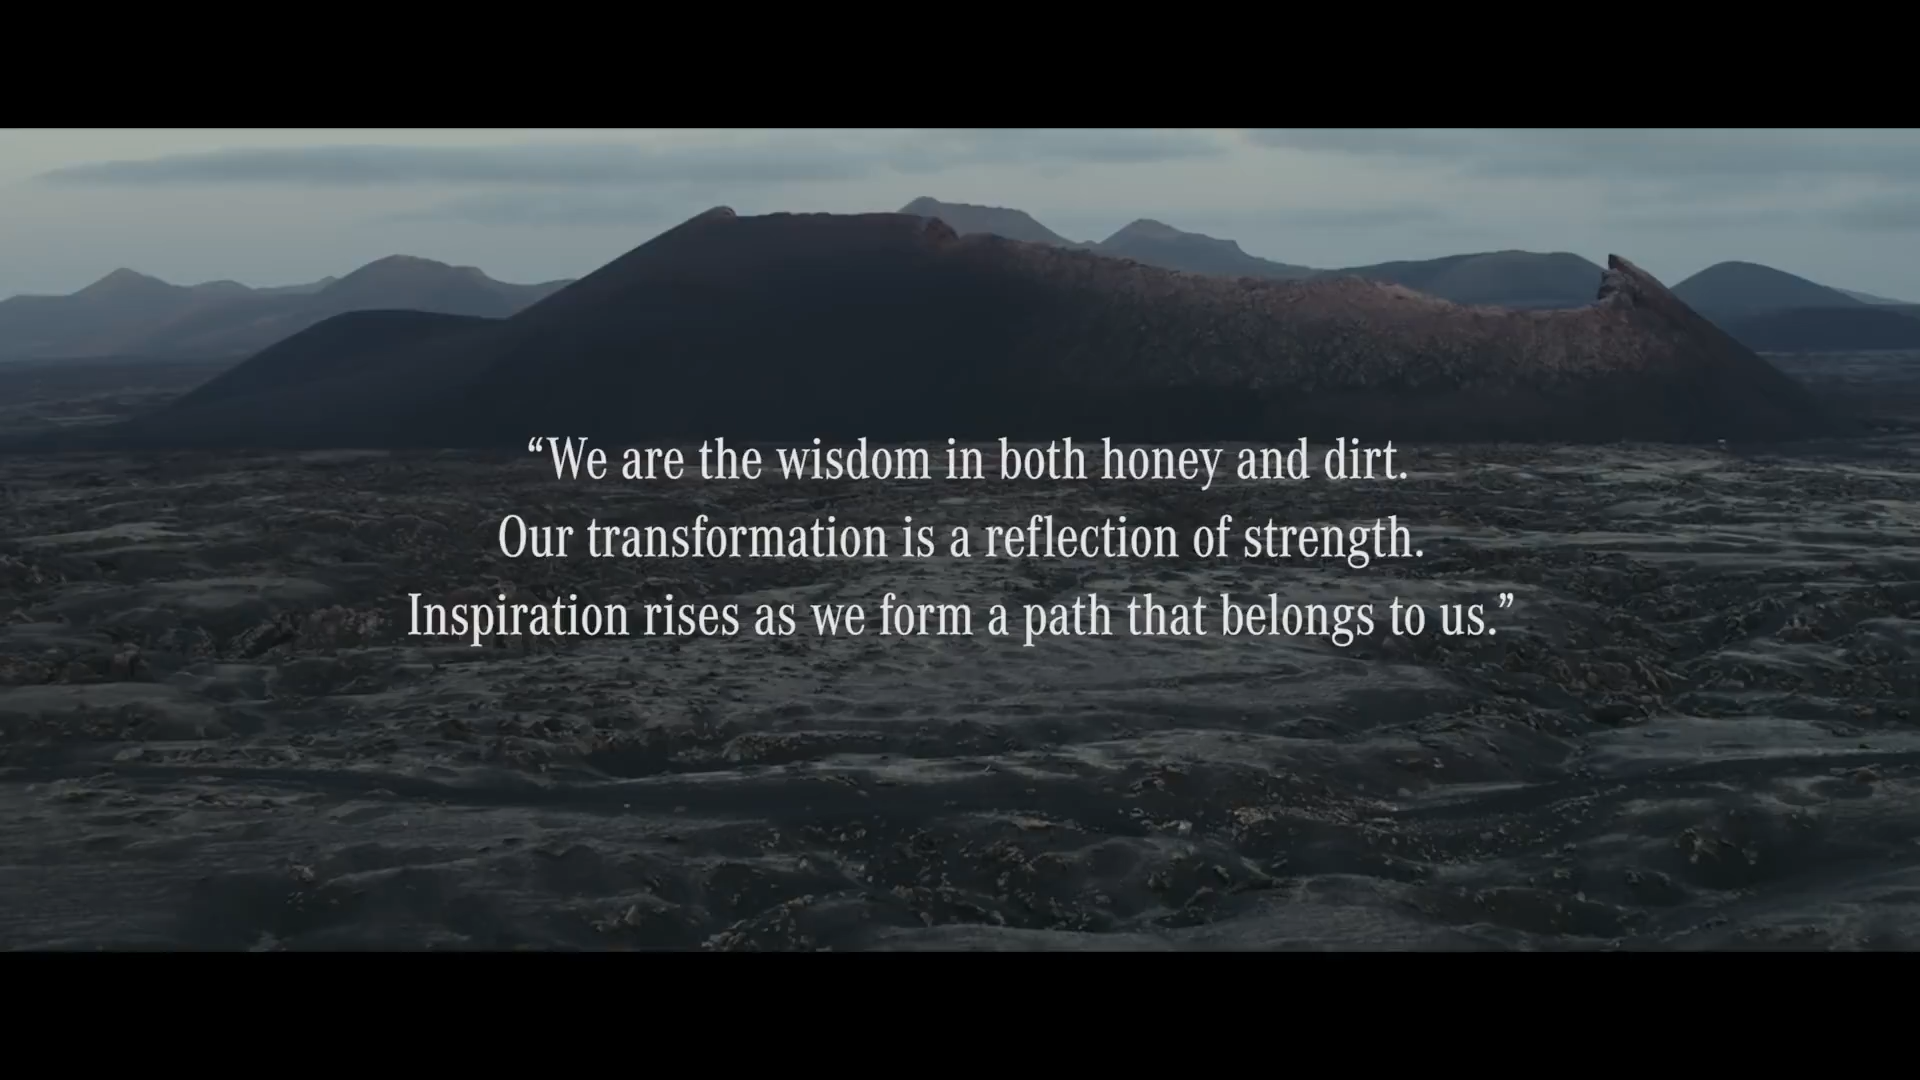 “We are the wisdom in both honey and dirt.
Our transformation is a reflection of strength.
Inspiration rises as we form a path that belongs to us.”